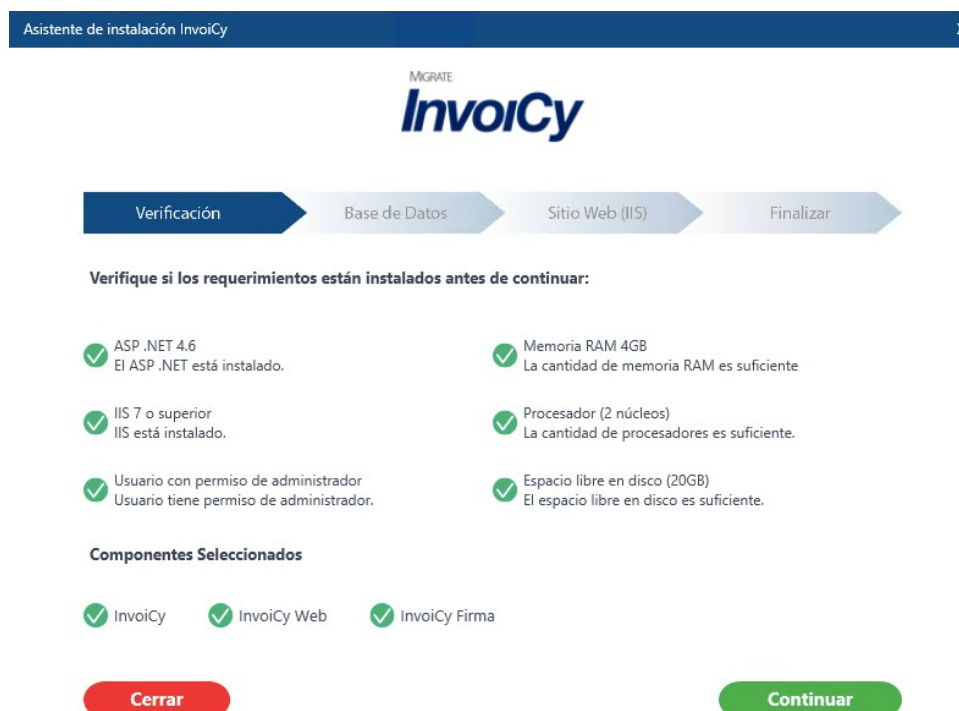 Asistente de instalación InvoiCy
MIGRATE
InvoiCy
Verificación
Base de Datos
Sitio Web (IIS)
Finalizar
Verifique si los requerimientos están instalados antes de continuar:
ASP .NET 4.6
El ASP .NET está instalado.
Memoria RAM 4GB
La cantidad de memoria RAM es suficiente
IIS 7 o superior
IIS está instalado.
Procesador (2 núcleos)
La cantidad de procesadores es suficiente.
Usuario con permiso de administrador
Usuario tiene permiso de administrador.
Espacio libre en disco (20GB)
El espacio libre en disco es suficiente.
Componentes Seleccionados
InvoiCy
InvoiCy Web
InvoiCy Firma
Cerrar
Continuar